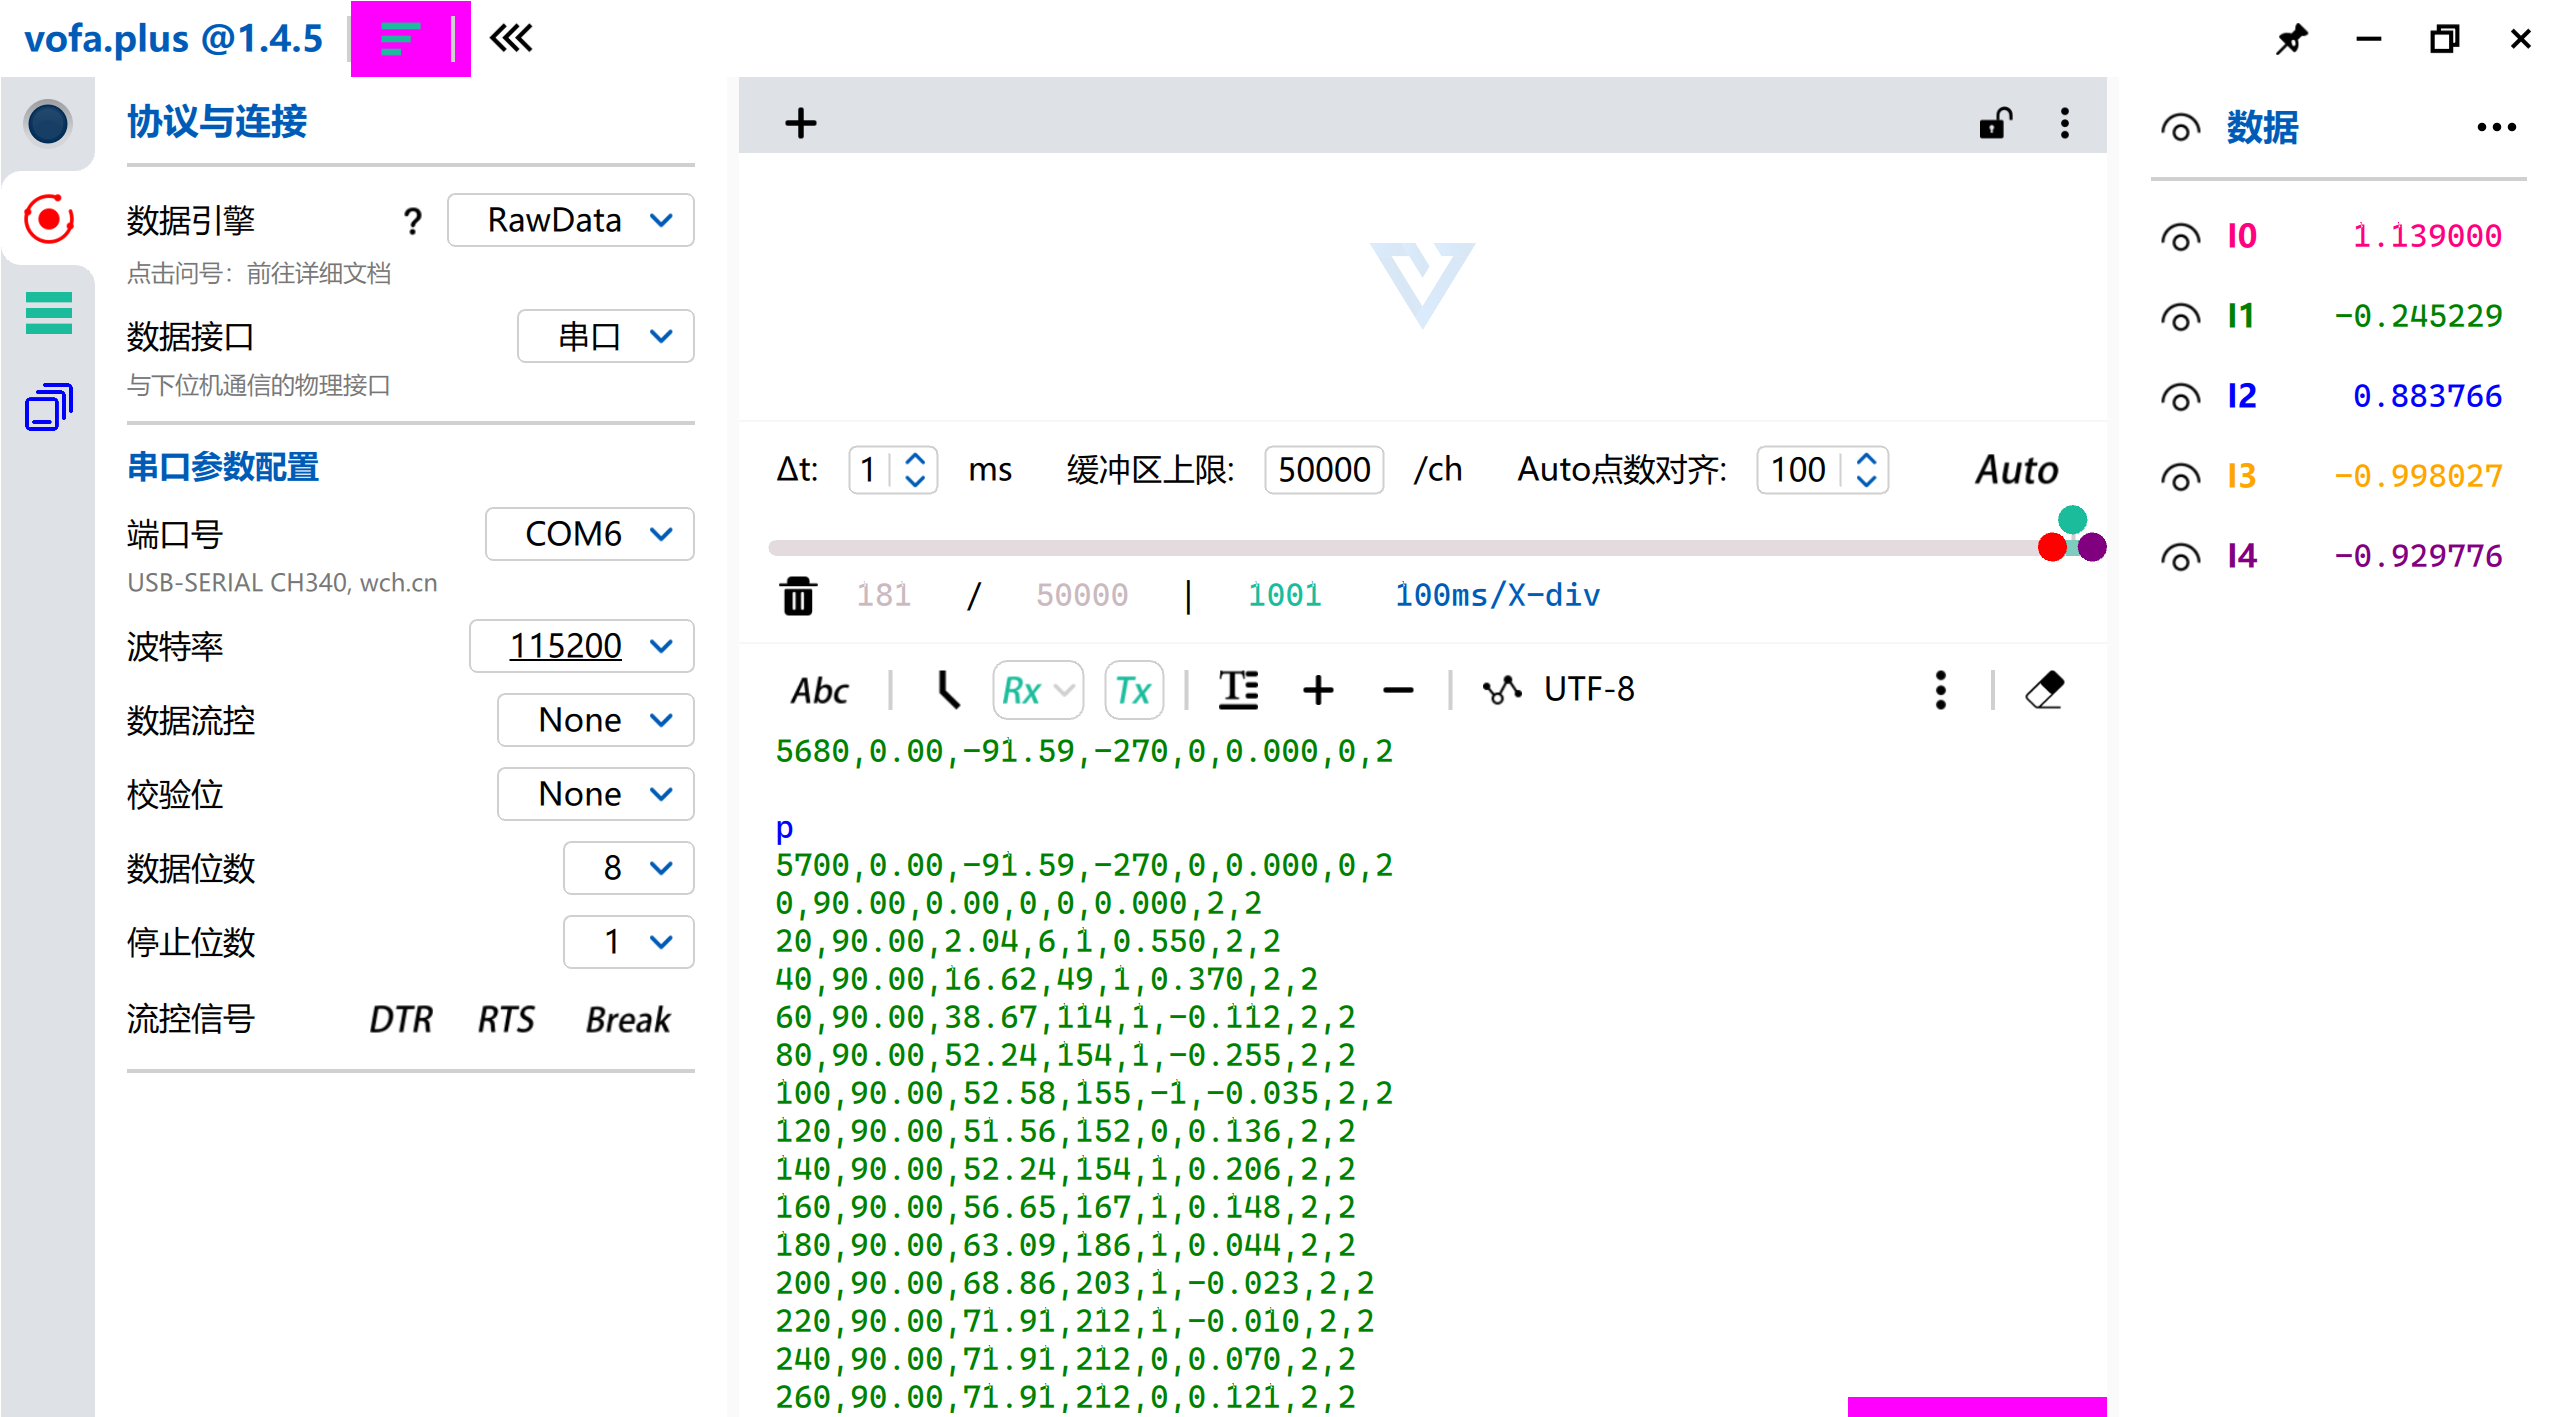 vofa.plus @1.4.5
协议与连接
数据引擎 ? RawData
点击问号：前往详细文档
数据接口 串口
与下位机通信的物理接口
串口参数配置
端口号 COM6
USB-SERIAL CH340, wch.cn
波特率 115200
数据流控 None
校验位 None
数据位数 8
停止位数 1
流控信号 DTR RTS Break
Δt: 1 ms 缓冲区上限: 50000 /ch Auto点数对齐: 100 Auto
181 / 50000 | 1001 100ms/X-div
Abc Rx Tx UTF-8
5680,0.00,-91.59,-270,0,0.000,0,2
p
5700,0.00,-91.59,-270,0,0.000,0,2
0,90.00,0.00,0,0,0.000,2,2
20,90.00,2.04,6,1,0.550,2,2
40,90.00,16.62,49,1,0.370,2,2
60,90.00,38.67,114,1,-0.112,2,2
80,90.00,52.24,154,1,-0.255,2,2
100,90.00,52.58,155,-1,-0.035,2,2
120,90.00,51.56,152,0,0.136,2,2
140,90.00,52.24,154,1,0.206,2,2
160,90.00,56.65,167,1,0.148,2,2
180,90.00,63.09,186,1,0.044,2,2
200,90.00,68.86,203,1,-0.023,2,2
220,90.00,71.91,212,1,-0.010,2,2
240,90.00,71.91,212,0,0.070,2,2
260,90.00,71.91,212,0,0.121,2,2
数据
I0 1.139000
I1 -0.245229
I2 0.883766
I3 -0.998027
I4 -0.929776